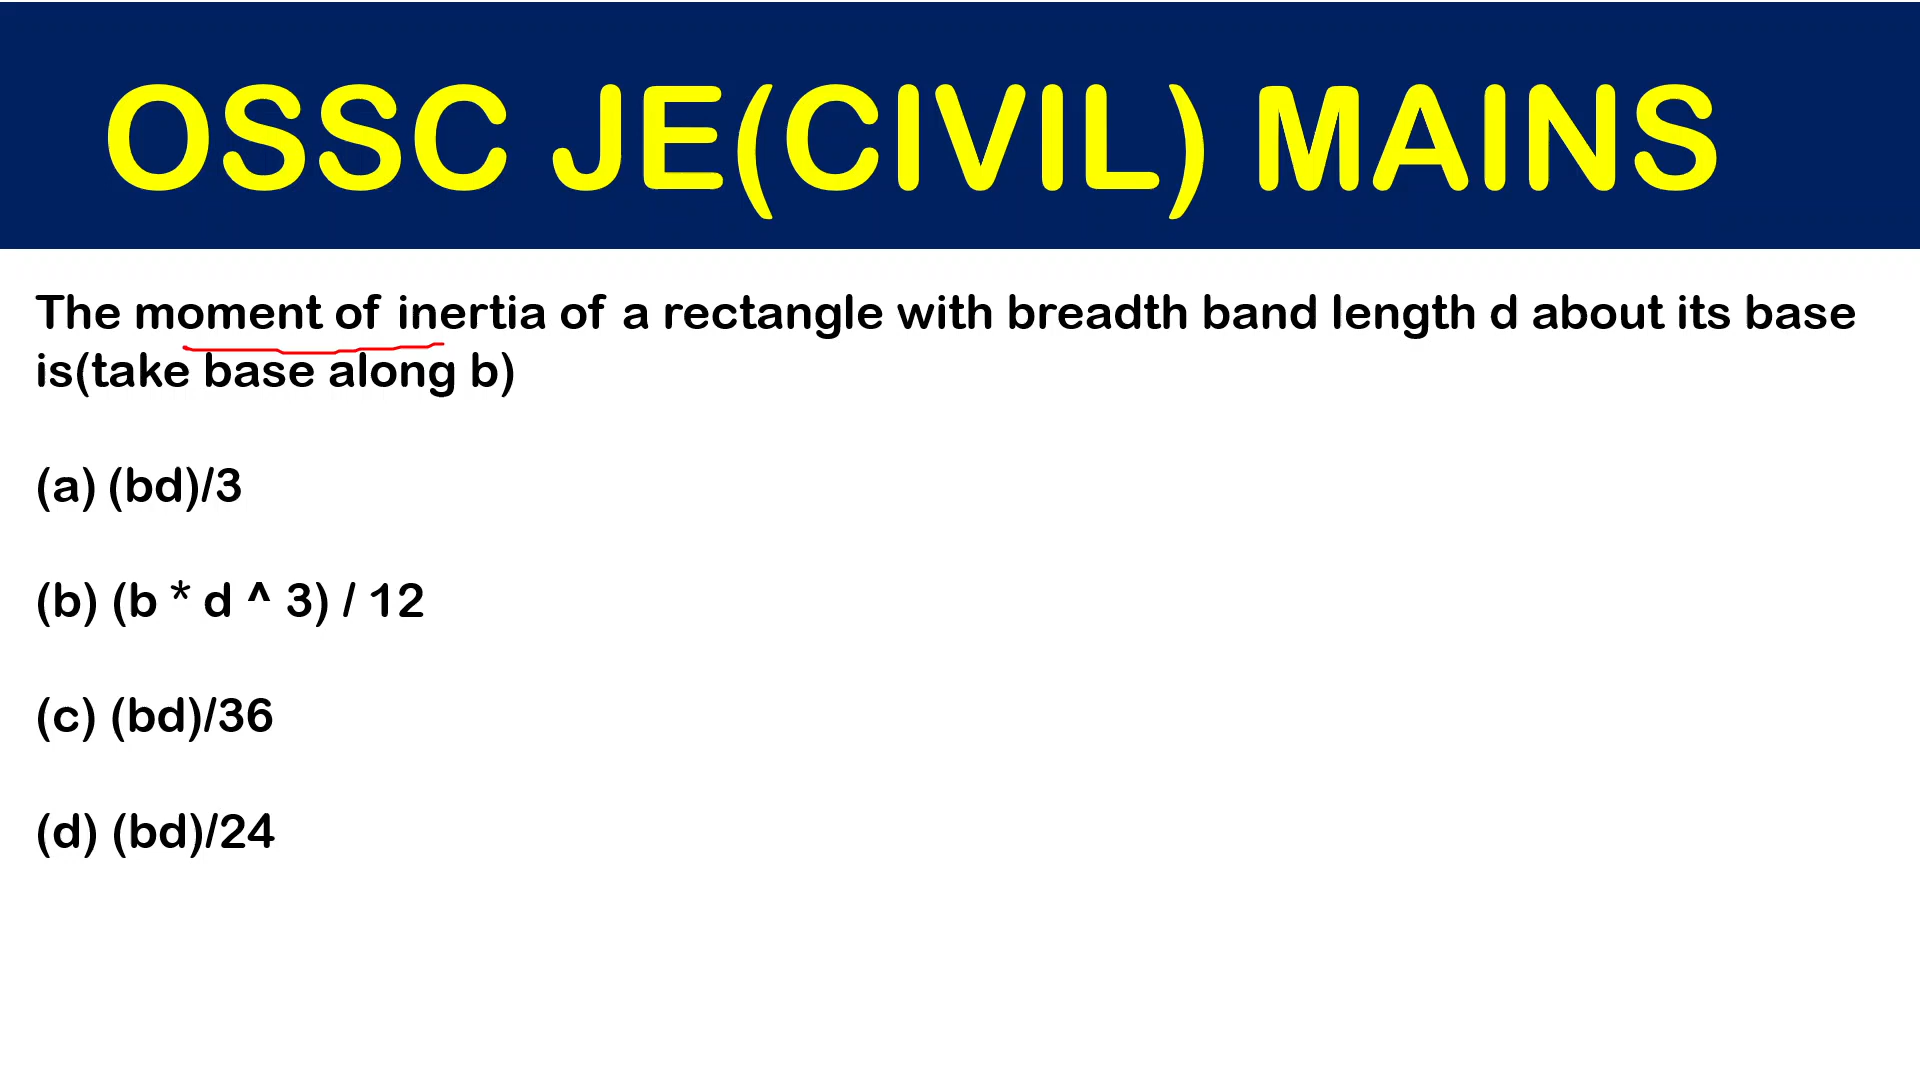 OSSC JE(CIVIL) MAINS
The moment of inertia of a rectangle with breadth band length d about its base
is(take base along b)
(a) (bd)/3
(b) (b * d ^ 3) / 12
(c) (bd)/36
(d) (bd)/24